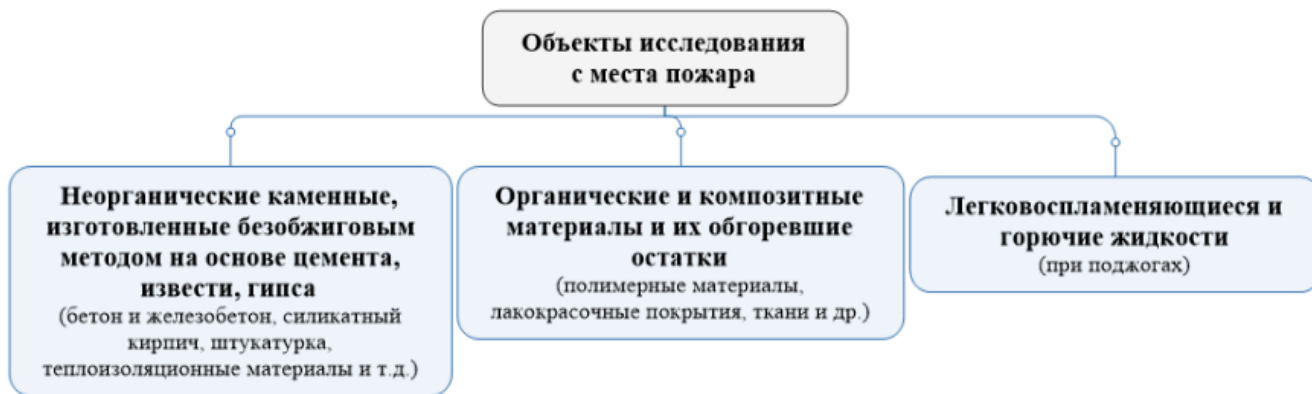 Объекты исследования
с места пожара
Неорганические каменные,
изготовленные безобжиговым
методом на основе цемента,
извести, гипса
(бетон и железобетон, силикатный
кирпич, штукатурка,
теплоизоляционные материалы и т.д.)
Органические и композитные
материалы и их обгоревшие
остатки
(полимерные материалы,
лакокрасочные покрытия, ткани и др.)
Легковоспламеняющиеся и
горючие жидкости
(при поджогах)